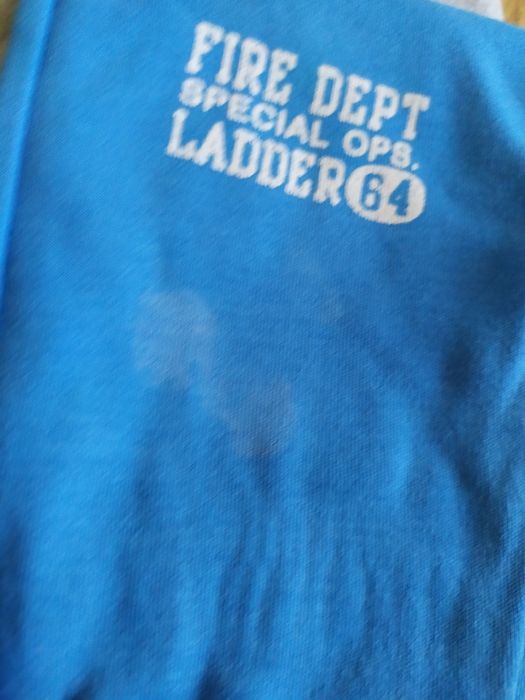 FIRE DEPT
SPECIAL OPS.
LADDER 64